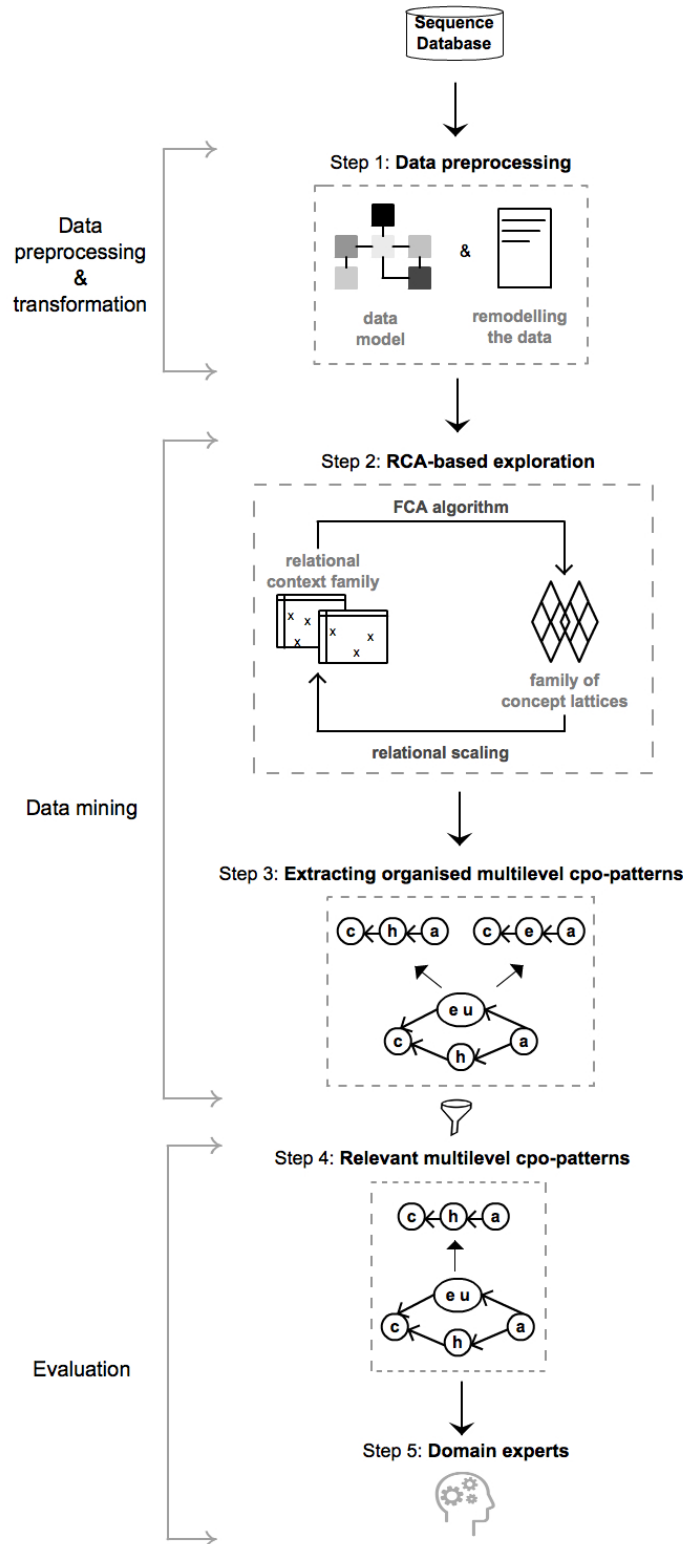 Sequence
Database
Step 1: Data preprocessing
Data
preprocessing
&
transformation
&
data
model
remodelling
the data
Step 2: RCA-based exploration
FCA algorithm
relational
context family
x
x
x
x
x
x
family of
concept lattices
relational scaling
Data mining
Step 3: Extracting organised multilevel cpo-patterns
c h a
c e a
e u
c
a
h
Step 4: Relevant multilevel cpo-patterns
c h a
e u
c
a
h
Evaluation
Step 5: Domain experts